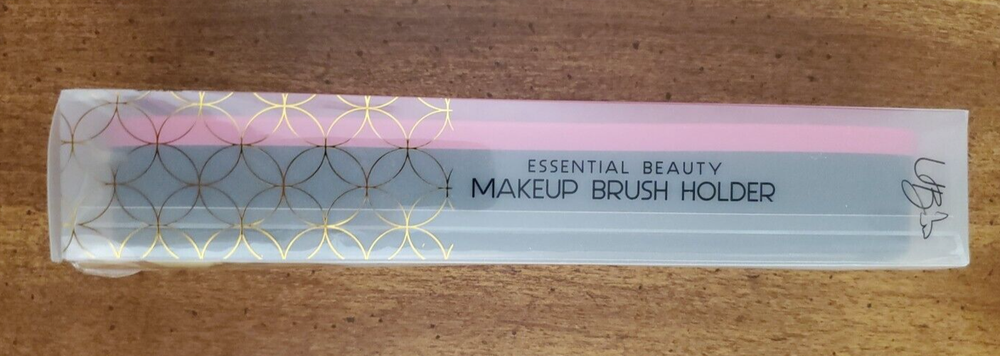 ESSENTIAL BEAUTY
MAKEUP BRUSH HOLDER